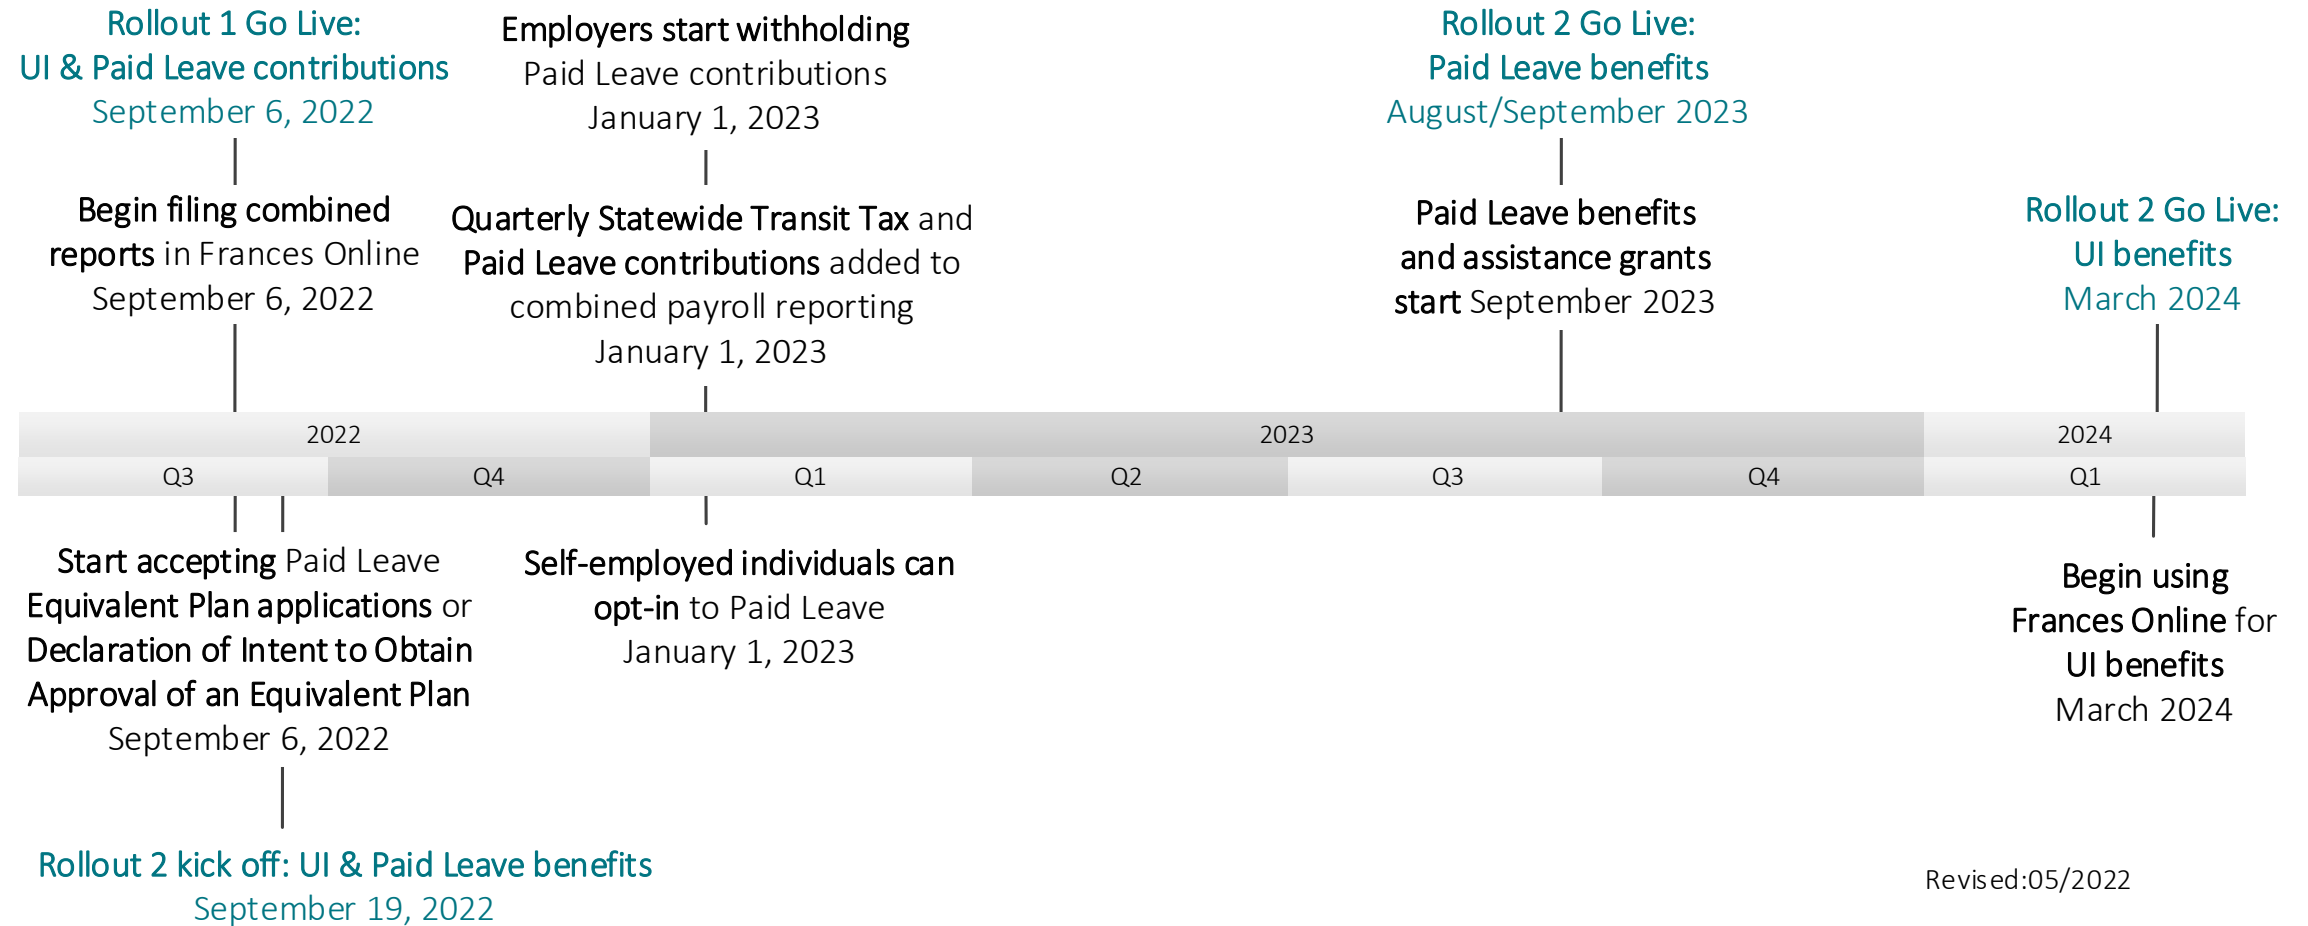 Rollout 1 Go Live:
UI & Paid Leave contributions
September 6, 2022
Begin filing combined
reports in Frances Online
September 6, 2022
Employers start withholding
Paid Leave contributions
January 1, 2023
Quarterly Statewide Transit Tax and
Paid Leave contributions added to
combined payroll reporting
January 1, 2023
Rollout 2 Go Live:
Paid Leave benefits
August/September 2023
Paid Leave benefits
and assistance grants
start September 2023
Rollout 2 Go Live:
UI benefits
March 2024
2022 2023 2024
Q3 Q4 Q1 Q2 Q3 Q4 Q1
Start accepting Paid Leave
Equivalent Plan applications or
Declaration of Intent to Obtain
Approval of an Equivalent Plan
September 6, 2022
Rollout 2 kick off: UI & Paid Leave benefits
September 19, 2022
Self-employed individuals can
opt-in to Paid Leave
January 1, 2023
Begin using
Frances Online for
UI benefits
March 2024
Revised:05/2022